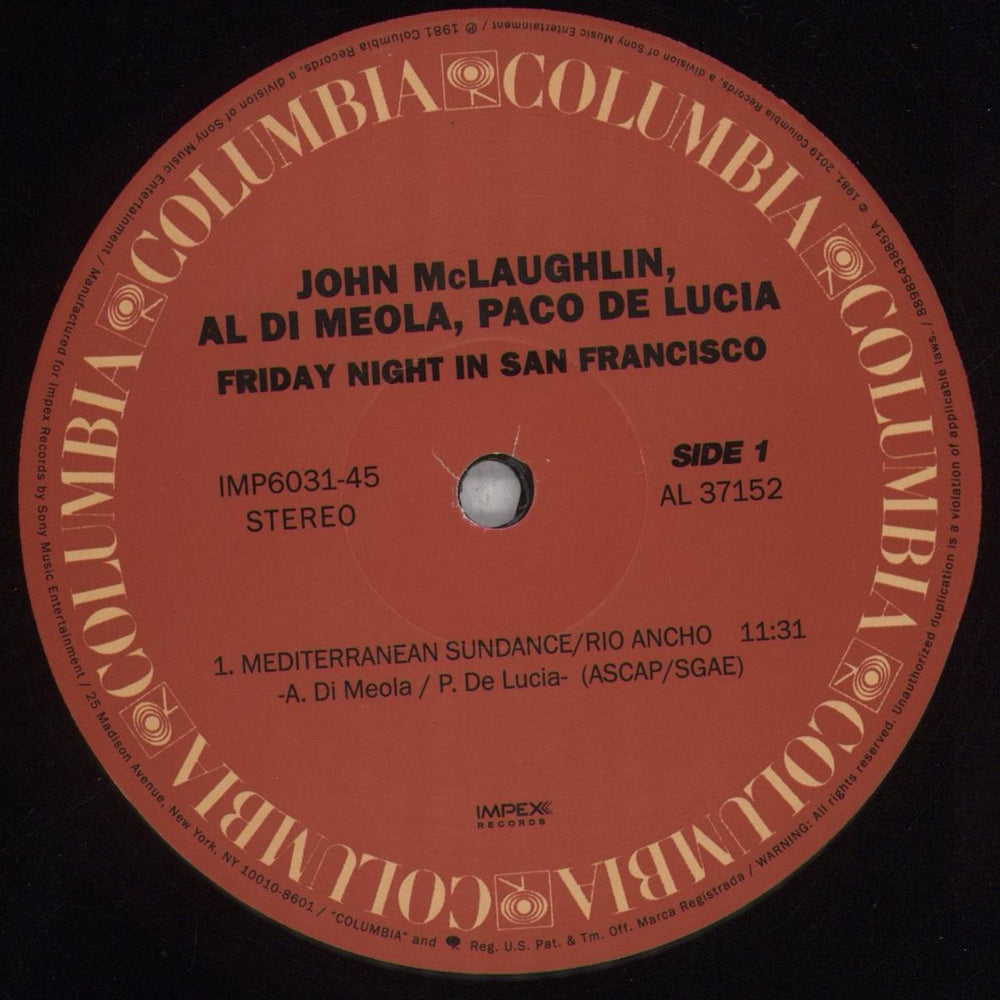 JOHN McLAUGHLIN,
AL DI MEOLA, PACO DE LUCIA
FRIDAY NIGHT IN SAN FRANCISCO
IMP6031-45
STEREO
SIDE 1
AL 37152
1. MEDITERRANEAN SUNDANCE/RIO ANCHO 11:31
-A. Di Meola / P. De Lucia- (ASCAP/SGAE)
IMPEX
RECORDS
COLUMBIA COLUMBIA COLUMBIA COLUMBIA COLUMBIA COLUMBIA COLUMBIA COLUMBIA
℗ 1981 Columbia Records, a division of Sony Music Entertainment / Manufactured for Impex Records by Sony Music Entertainment / 25 Madison Avenue, New York, NY 10010-8601 / "COLUMBIA" and Reg. U.S. Pat. & Tm. Off. Marca Registrada / WARNING: All rights reserved. Unauthorized duplication is a violation of applicable laws. / 88985438851A © 1981, 2019 Columbia Records, a division of Sony Music Entertainment /